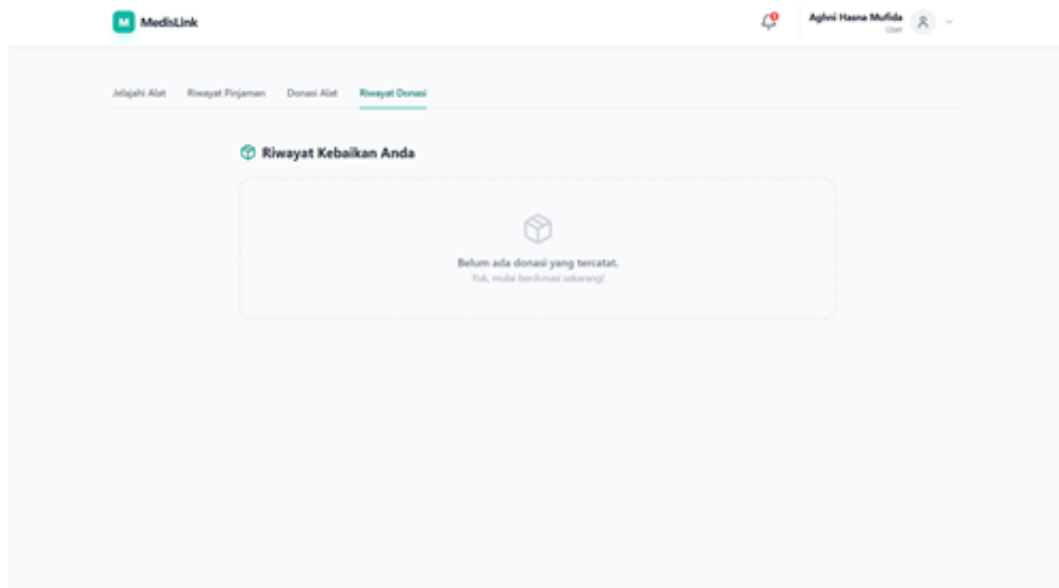 M MedisLink
1
Aghni Hasna Mufida
User
Jelajahi Alat Riwayat Pinjaman Donasi Alat Riwayat Donasi
Riwayat Kebaikan Anda
Belum ada donasi yang tercatat.
Yuk, mulai berdonasi sekarang!